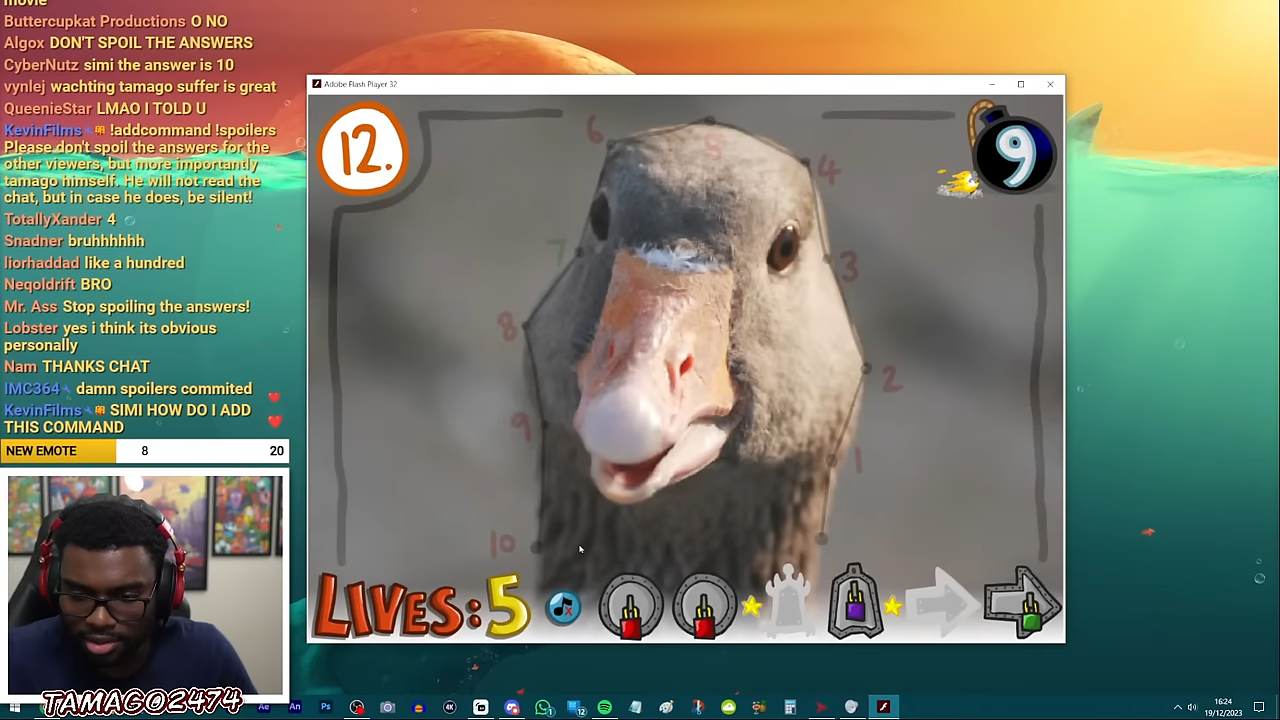 movie
Buttercupkat Productions O NO
Algox DON'T SPOIL THE ANSWERS
CyberNutz simi the answer is 10
vynlej wachting tamago suffer is great
QueenieStar LMAO I TOLD U
KevinFilms !addcommand !spoilers
Please don't spoil the answers for
the other viewers, but more importantly
tamago himself. He will not read the
chat, but in case he does, be silent!
TotallyXander 4
Snadner bruhhhhhh
liorhaddad like a hundred
Neqoldrift BRO
Mr. Ass Stop spoiling the answers!
Lobster yes i think its obvious
personally
Nam THANKS CHAT
IMC364 damn spoilers commited
KevinFilms SIMI HOW DO I ADD
THIS COMMAND
NEW EMOTE 8 20
TAMAGO2474
Adobe Flash Player 32
12.
9
6
5
4
7
3
8
2
9
1
10
LIVES: 5
Ae An Ps
4K
1
12
16:24
19/12/2023